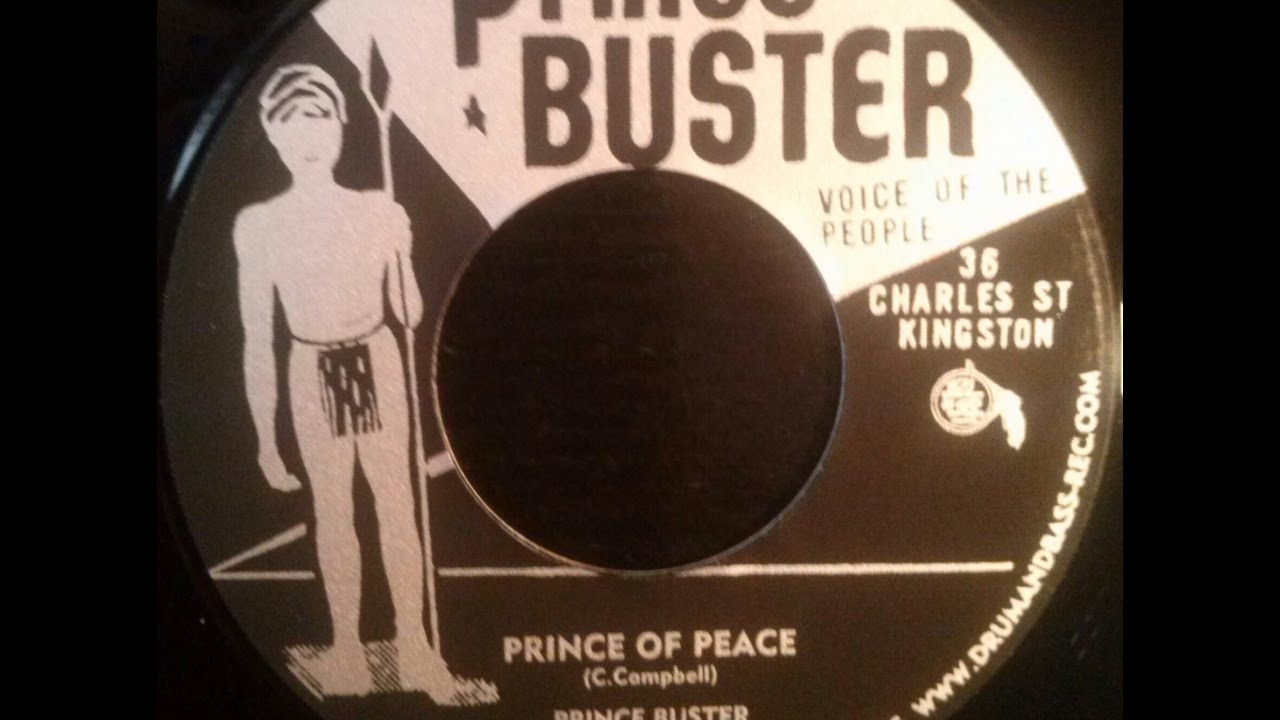 Prince
BUSTER
VOICE OF THE
PEOPLE
36
CHARLES ST
KINGSTON
WWW.DRUMANDBASS-REC.COM
PRINCE OF PEACE
(C.Campbell)
PRINCE BUSTER